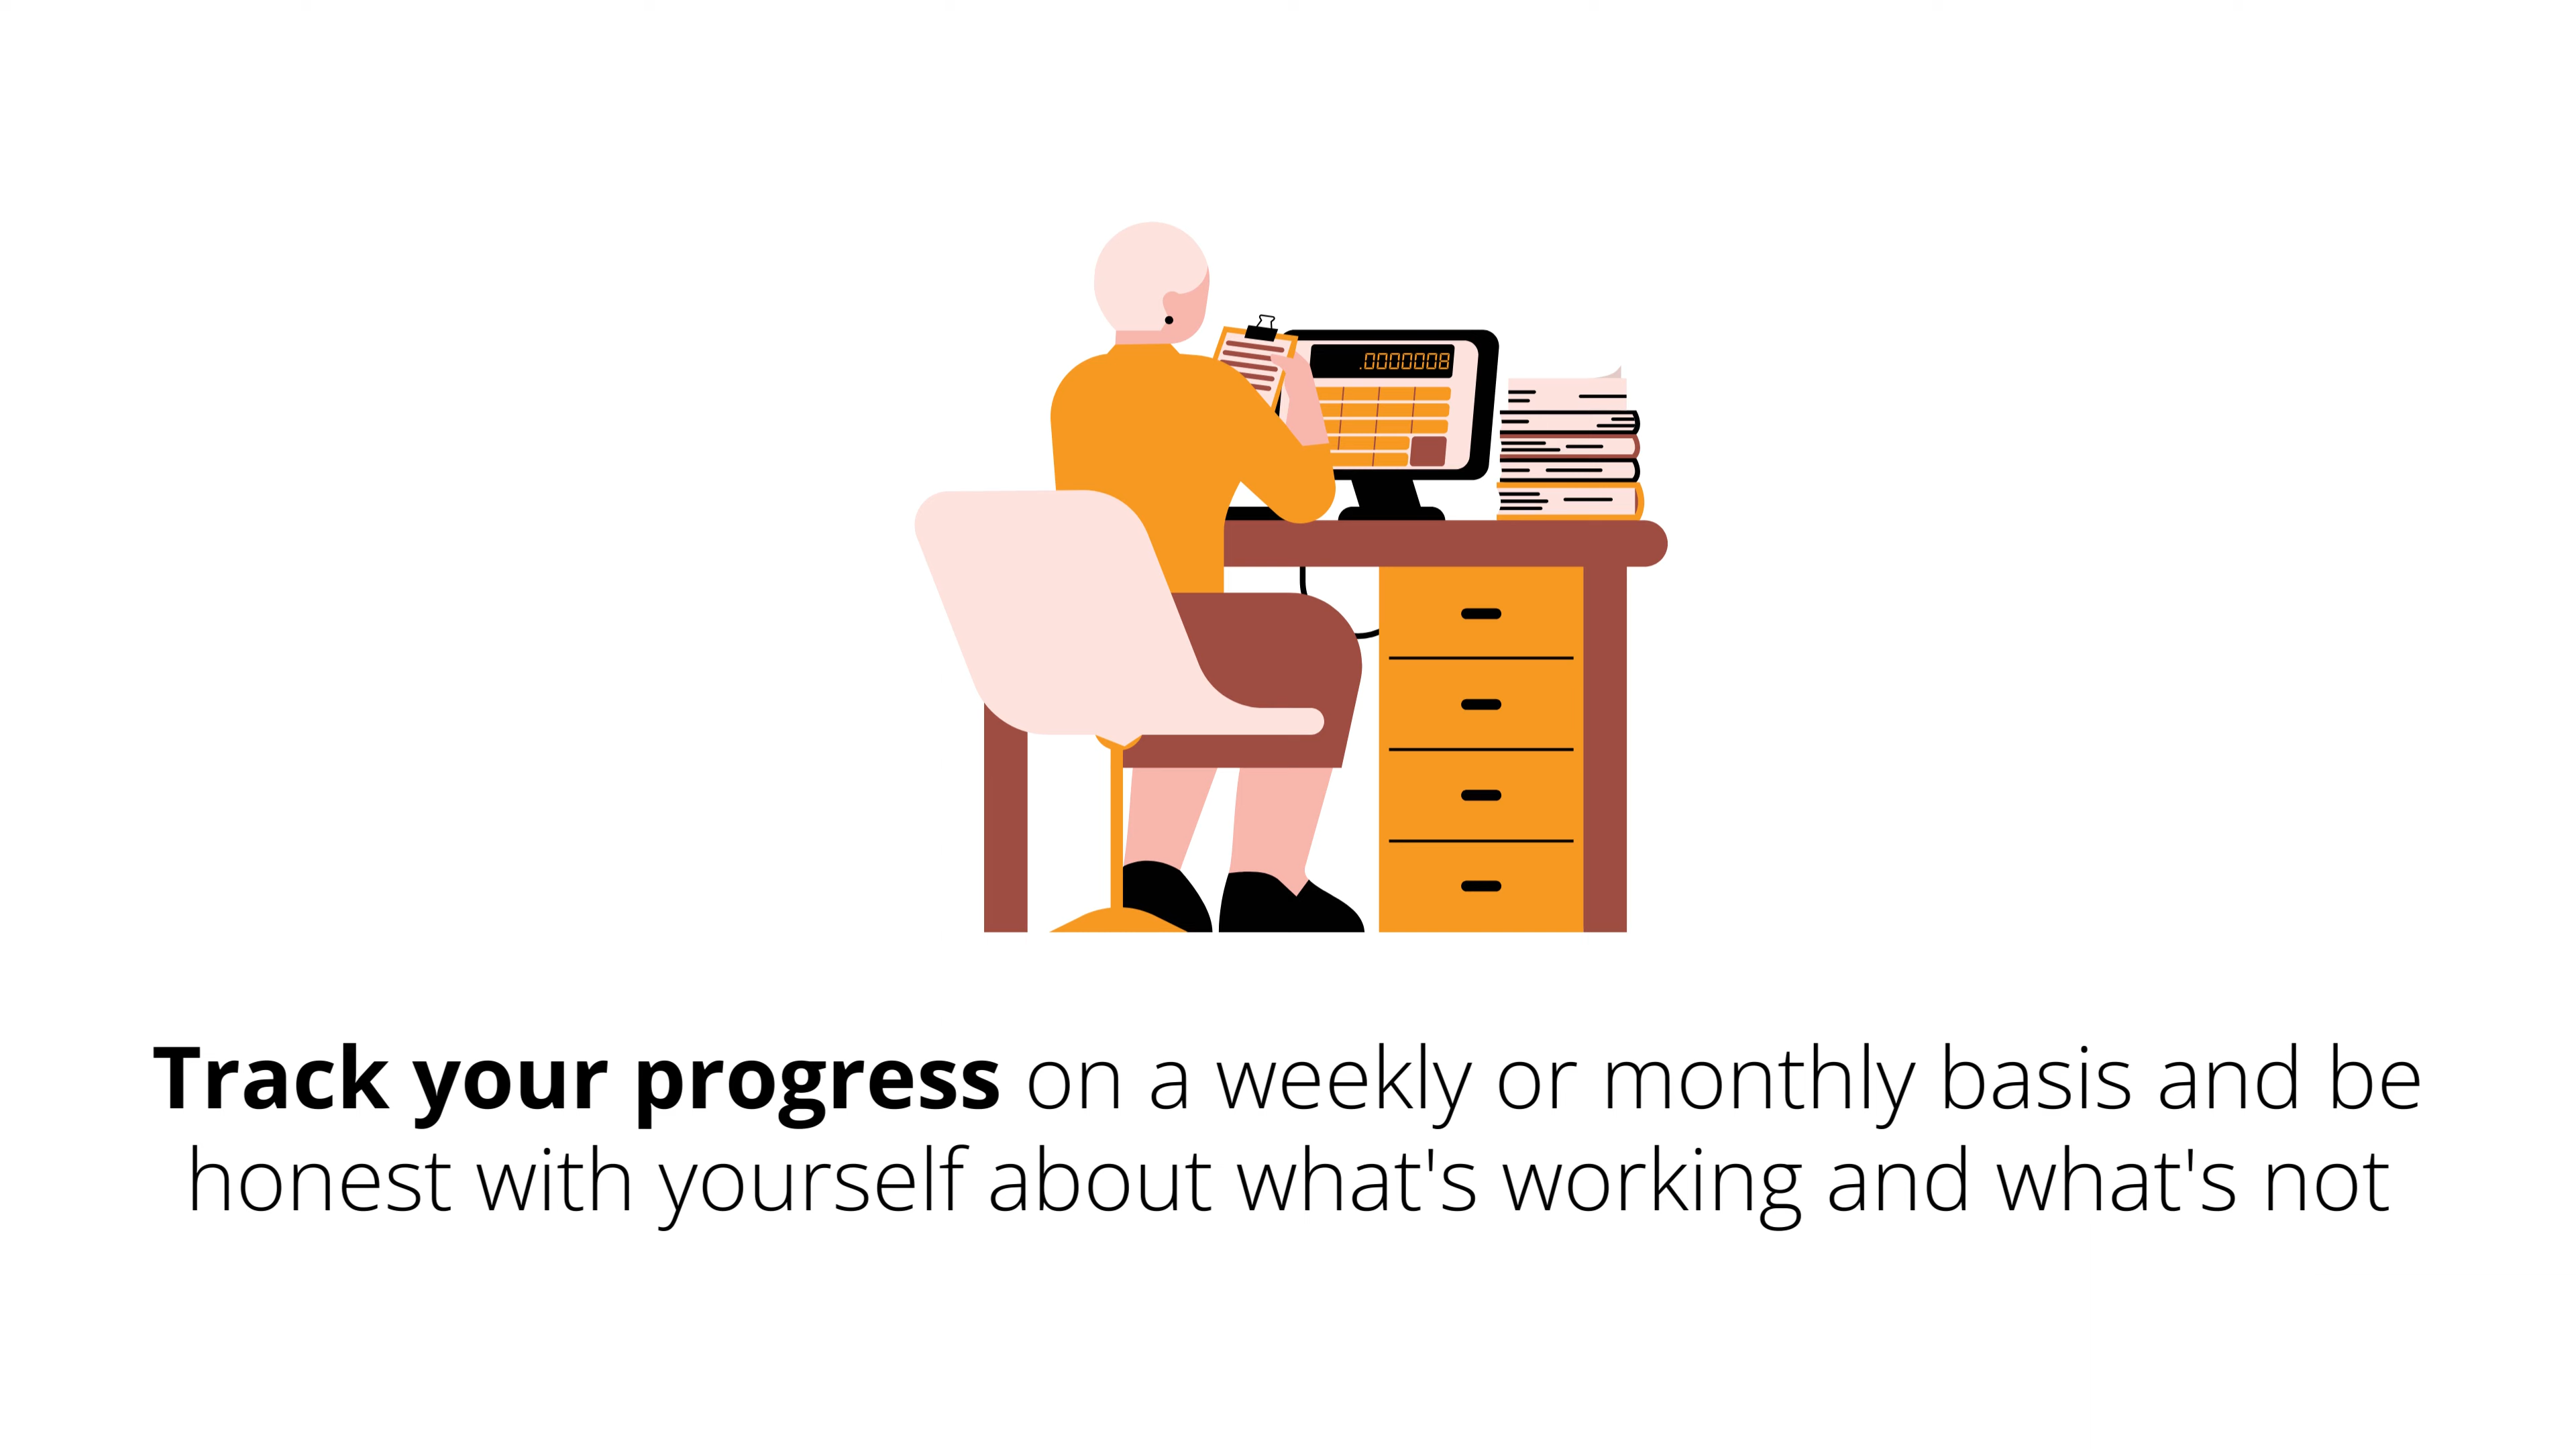 .0000008
Track your progress on a weekly or monthly basis and be
honest with yourself about what's working and what's not